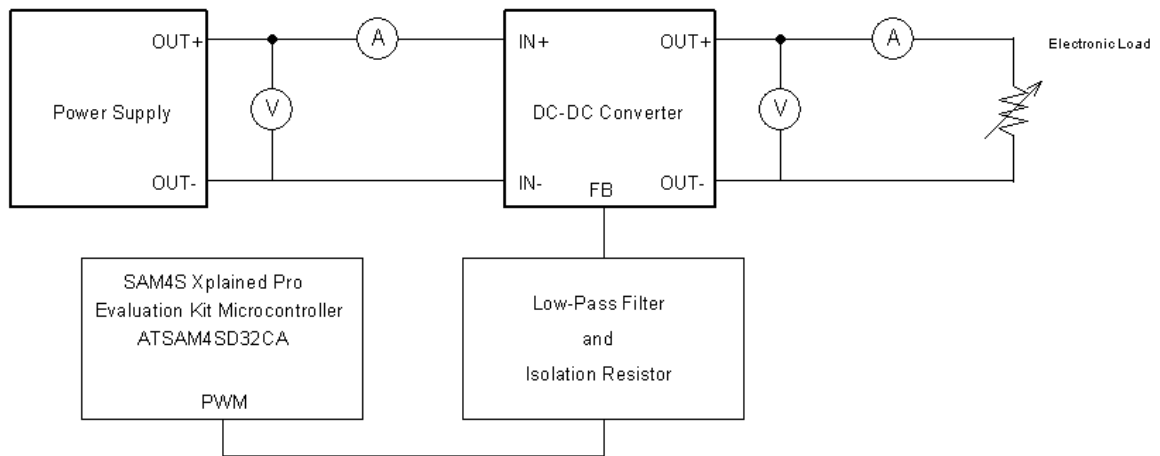 OUT+
A
IN+
OUT+
A
Electronic Load
Power Supply
V
DC-DC Converter
V
OUT-
IN-
FB
OUT-
SAM4S Xplained Pro
Evaluation Kit Microcontroller
ATSAM4SD32CA
PWM
Low-Pass Filter
and
Isolation Resistor